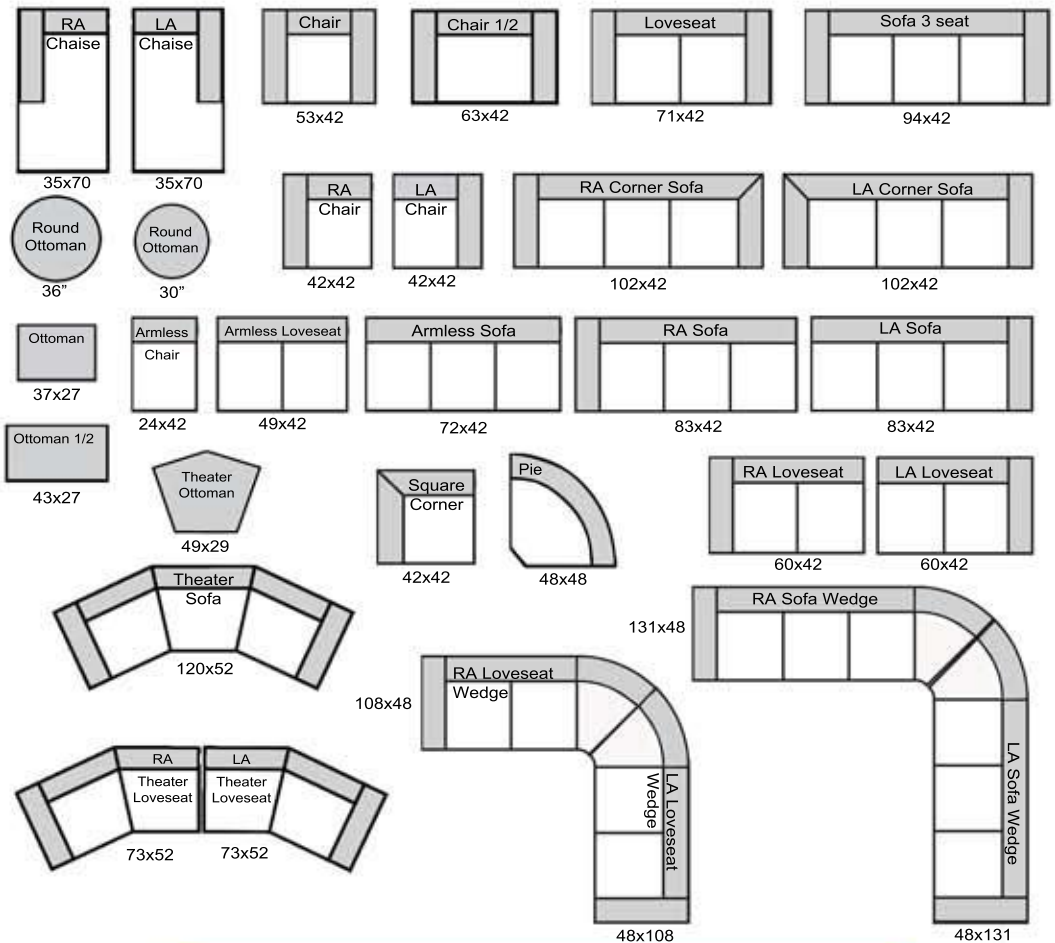 RA
Chaise
35x70
LA
Chaise
35x70
Chair
53x42
Chair 1/2
63x42
Loveseat
71x42
Sofa 3 seat
94x42
Round
Ottoman
36”
Round
Ottoman
30”
RA
Chair
42x42
LA
Chair
42x42
RA Corner Sofa
102x42
LA Corner Sofa
102x42
Ottoman
37x27
Armless
Chair
24x42
Armless Loveseat
49x42
Armless Sofa
72x42
RA Sofa
83x42
LA Sofa
83x42
Ottoman 1/2
43x27
Theater
Ottoman
49x29
Square
Corner
42x42
Pie
48x48
RA Loveseat
60x42
LA Loveseat
60x42
Theater
Sofa
120x52
RA Sofa Wedge
131x48
LA Sofa Wedge
48x131
RA Loveseat
Wedge
108x48
LA Loveseat
Wedge
48x108
RA
Theater
Loveseat
73x52
LA
Theater
Loveseat
73x52